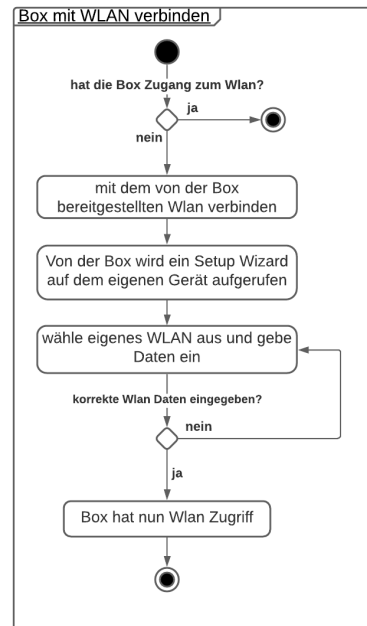 Box mit WLAN verbinden
hat die Box Zugang zum Wlan?
ja
nein
mit dem von der Box
bereitgestellten Wlan verbinden
Von der Box wird ein Setup Wizard
auf dem eigenen Gerät aufgerufen
wähle eigenes WLAN aus und gebe
Daten ein
korrekte Wlan Daten eingegeben?
nein
ja
Box hat nun Wlan Zugriff